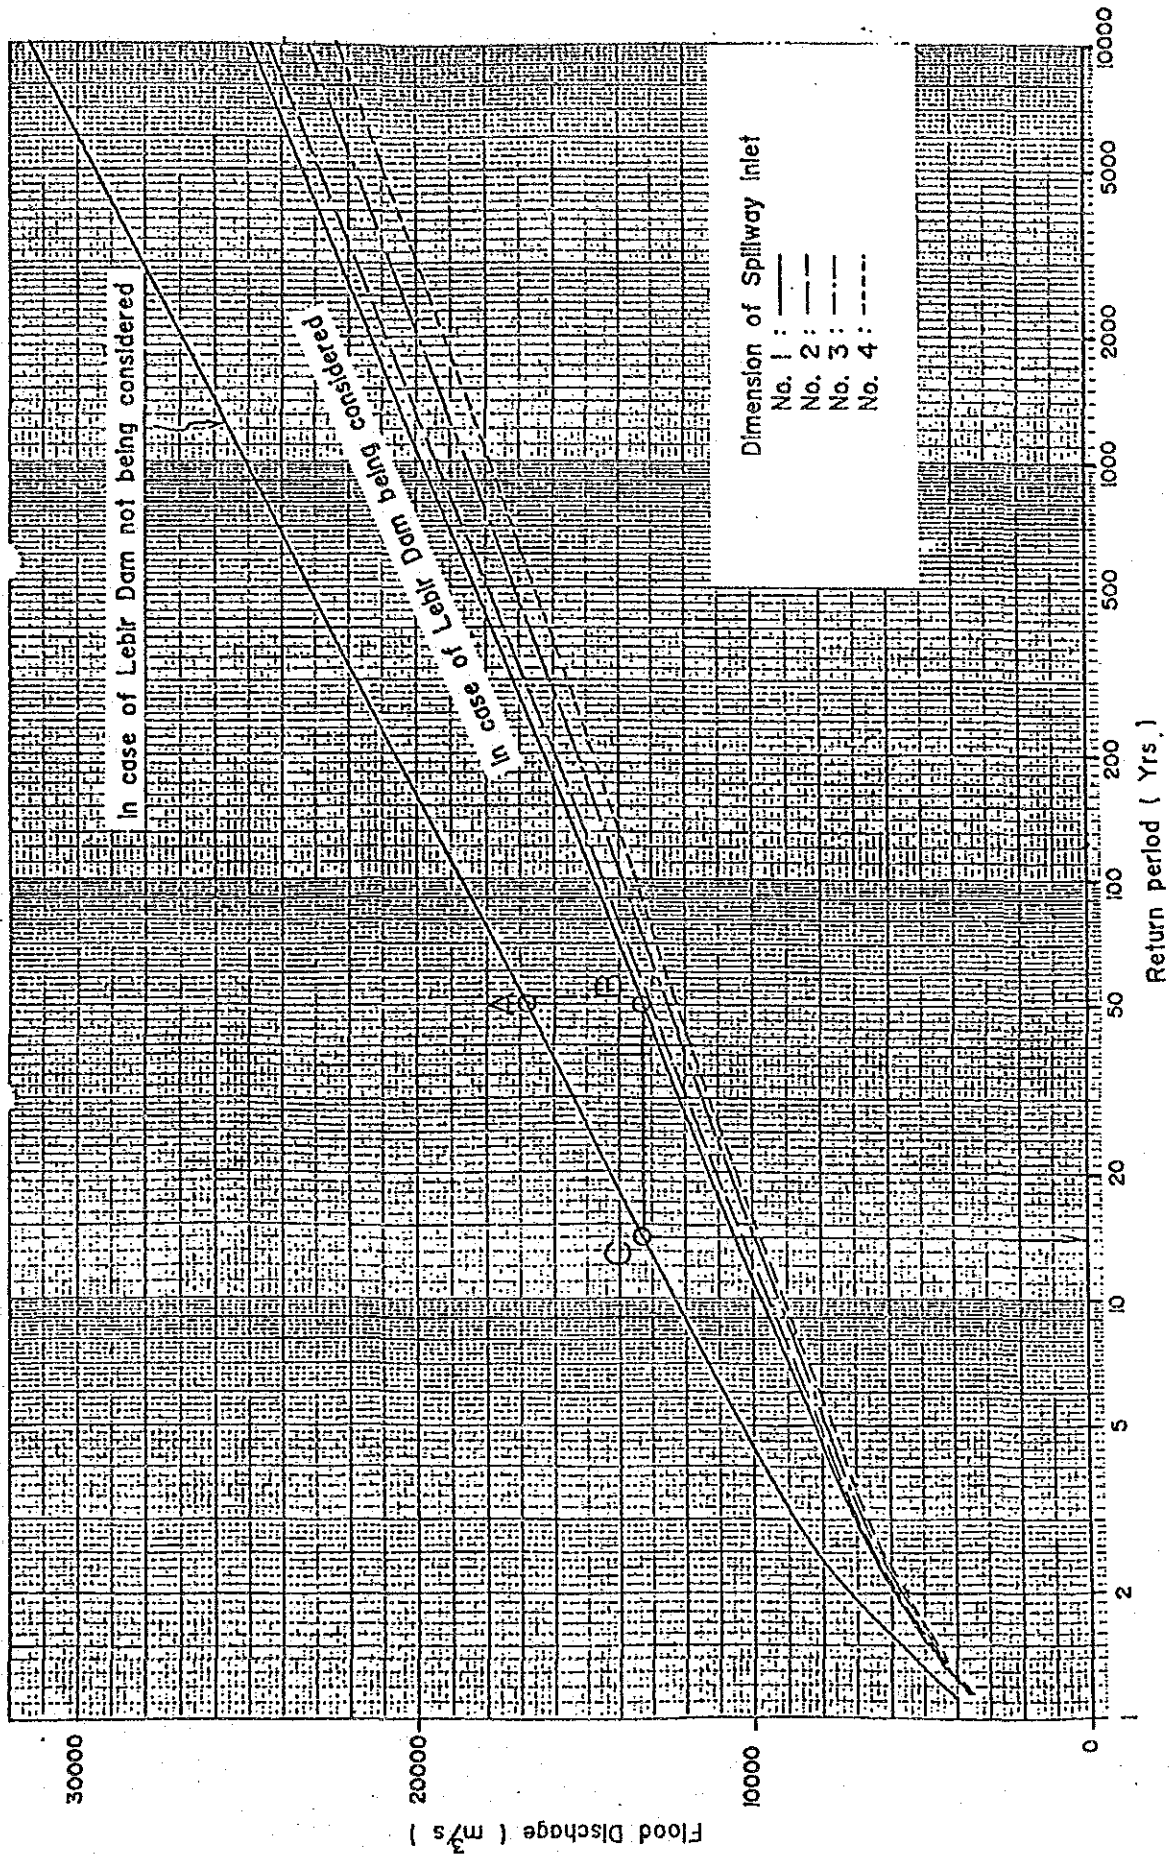 In case of Lebir Dam not being considered
In case of Lebir Dam being considered
A
B
C
Dimension of Spillway Inlet
No. 1 :
No. 2 :
No. 3 :
No. 4 :
30000
20000
10000
0
Flood Dischage ( m³/s )
1
2
5
10
20
50
100
200
500
1000
2000
5000
10000
Return period ( Yrs. )